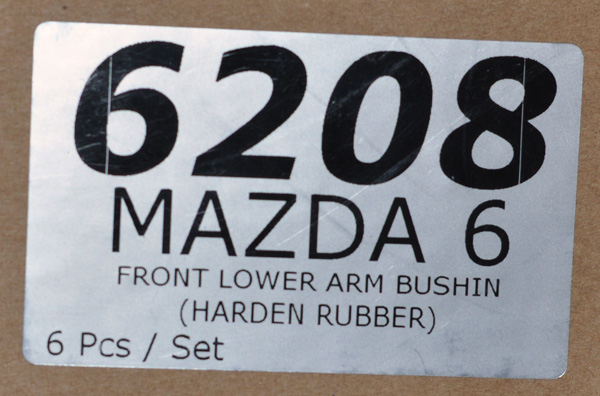 6208
MAZDA 6
FRONT LOWER ARM BUSHIN
(HARDEN RUBBER)
6 Pcs / Set